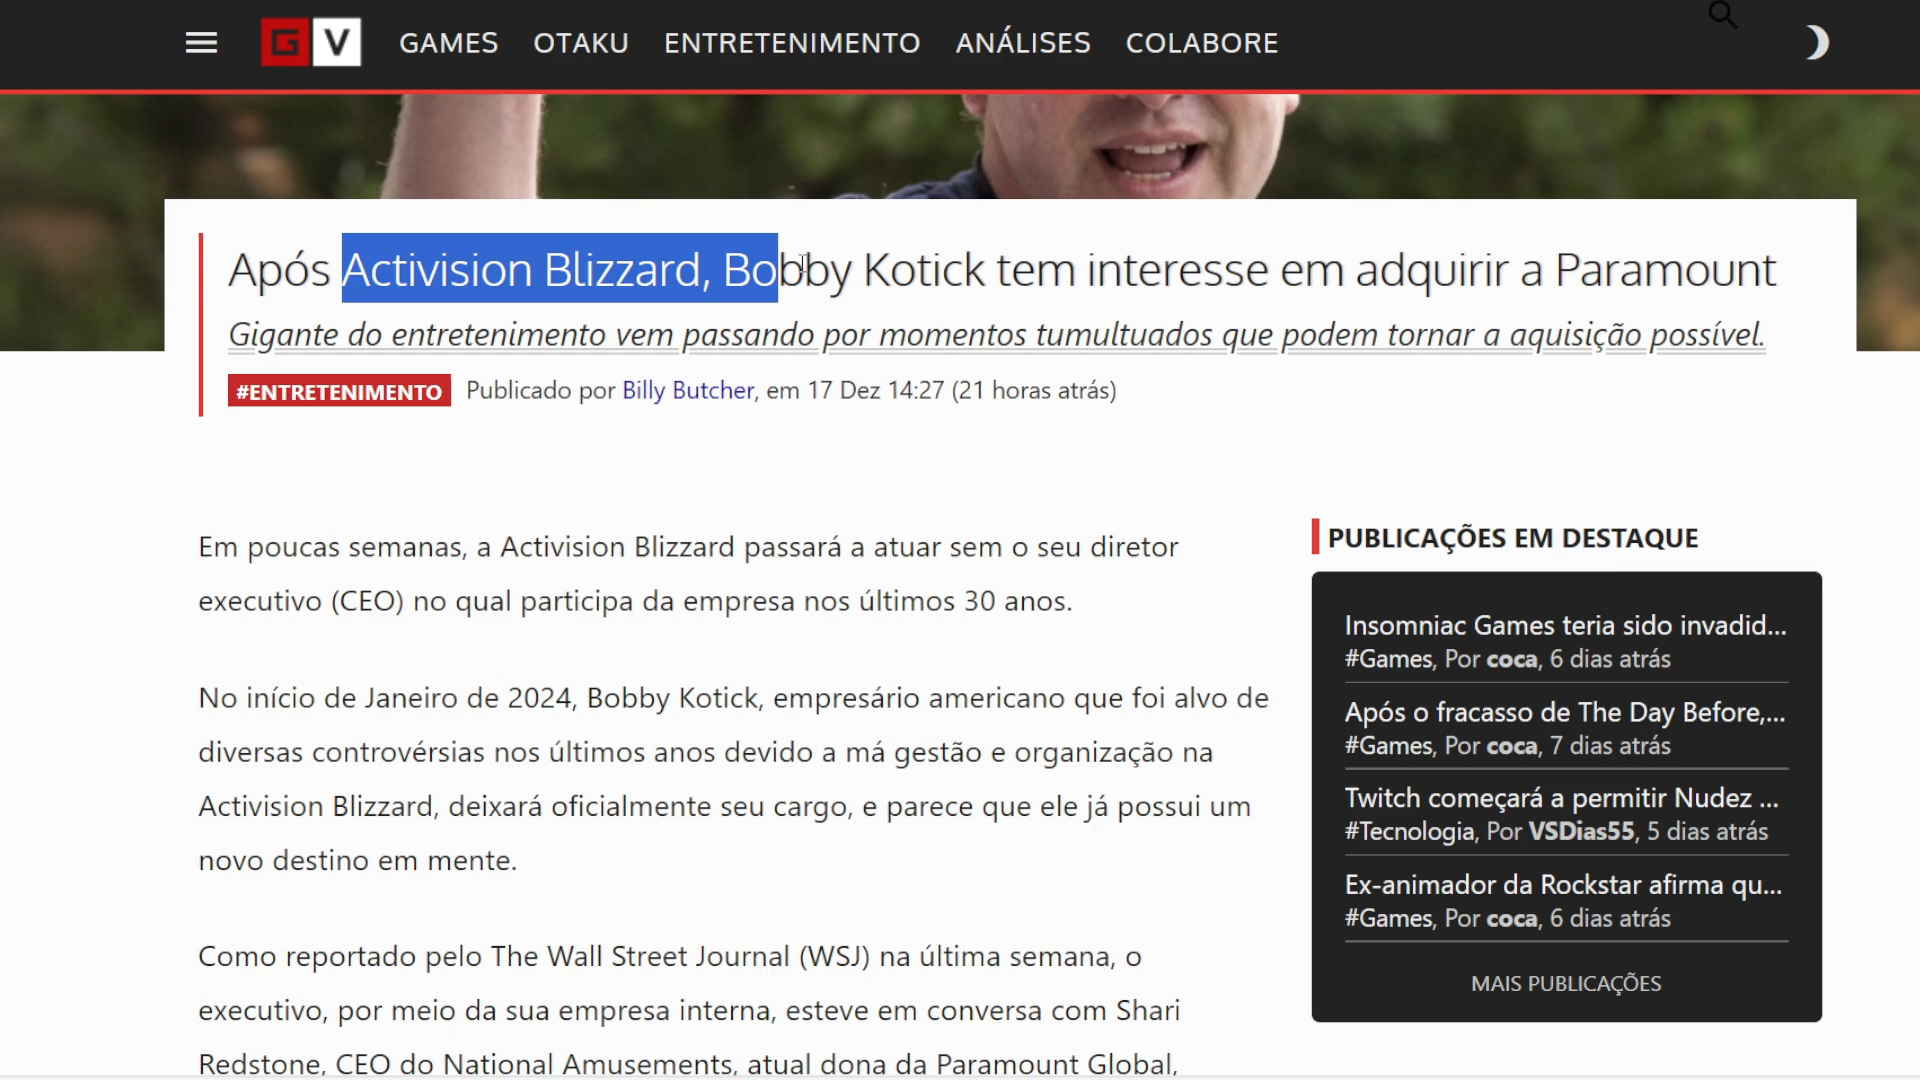 GV GAMES OTAKU ENTRETENIMENTO ANÁLISES COLABORE
Após Activision Blizzard, Bobby Kotick tem interesse em adquirir a Paramount
Gigante do entretenimento vem passando por momentos tumultuados que podem tornar a aquisição possível.
#ENTRETENIMENTO Publicado por Billy Butcher, em 17 Dez 14:27 (21 horas atrás)
Em poucas semanas, a Activision Blizzard passará a atuar sem o seu diretor
executivo (CEO) no qual participa da empresa nos últimos 30 anos.
No início de Janeiro de 2024, Bobby Kotick, empresário americano que foi alvo de
diversas controvérsias nos últimos anos devido a má gestão e organização na
Activision Blizzard, deixará oficialmente seu cargo, e parece que ele já possui um
novo destino em mente.
Como reportado pelo The Wall Street Journal (WSJ) na última semana, o
executivo, por meio da sua empresa interna, esteve em conversa com Shari
Redstone, CEO do National Amusements, atual dona da Paramount Global,
PUBLICAÇÕES EM DESTAQUE
Insomniac Games teria sido invadid...
#Games, Por coca, 6 dias atrás
Após o fracasso de The Day Before,...
#Games, Por coca, 7 dias atrás
Twitch começará a permitir Nudez ...
#Tecnologia, Por VSDias55, 5 dias atrás
Ex-animador da Rockstar afirma qu...
#Games, Por coca, 6 dias atrás
MAIS PUBLICAÇÕES